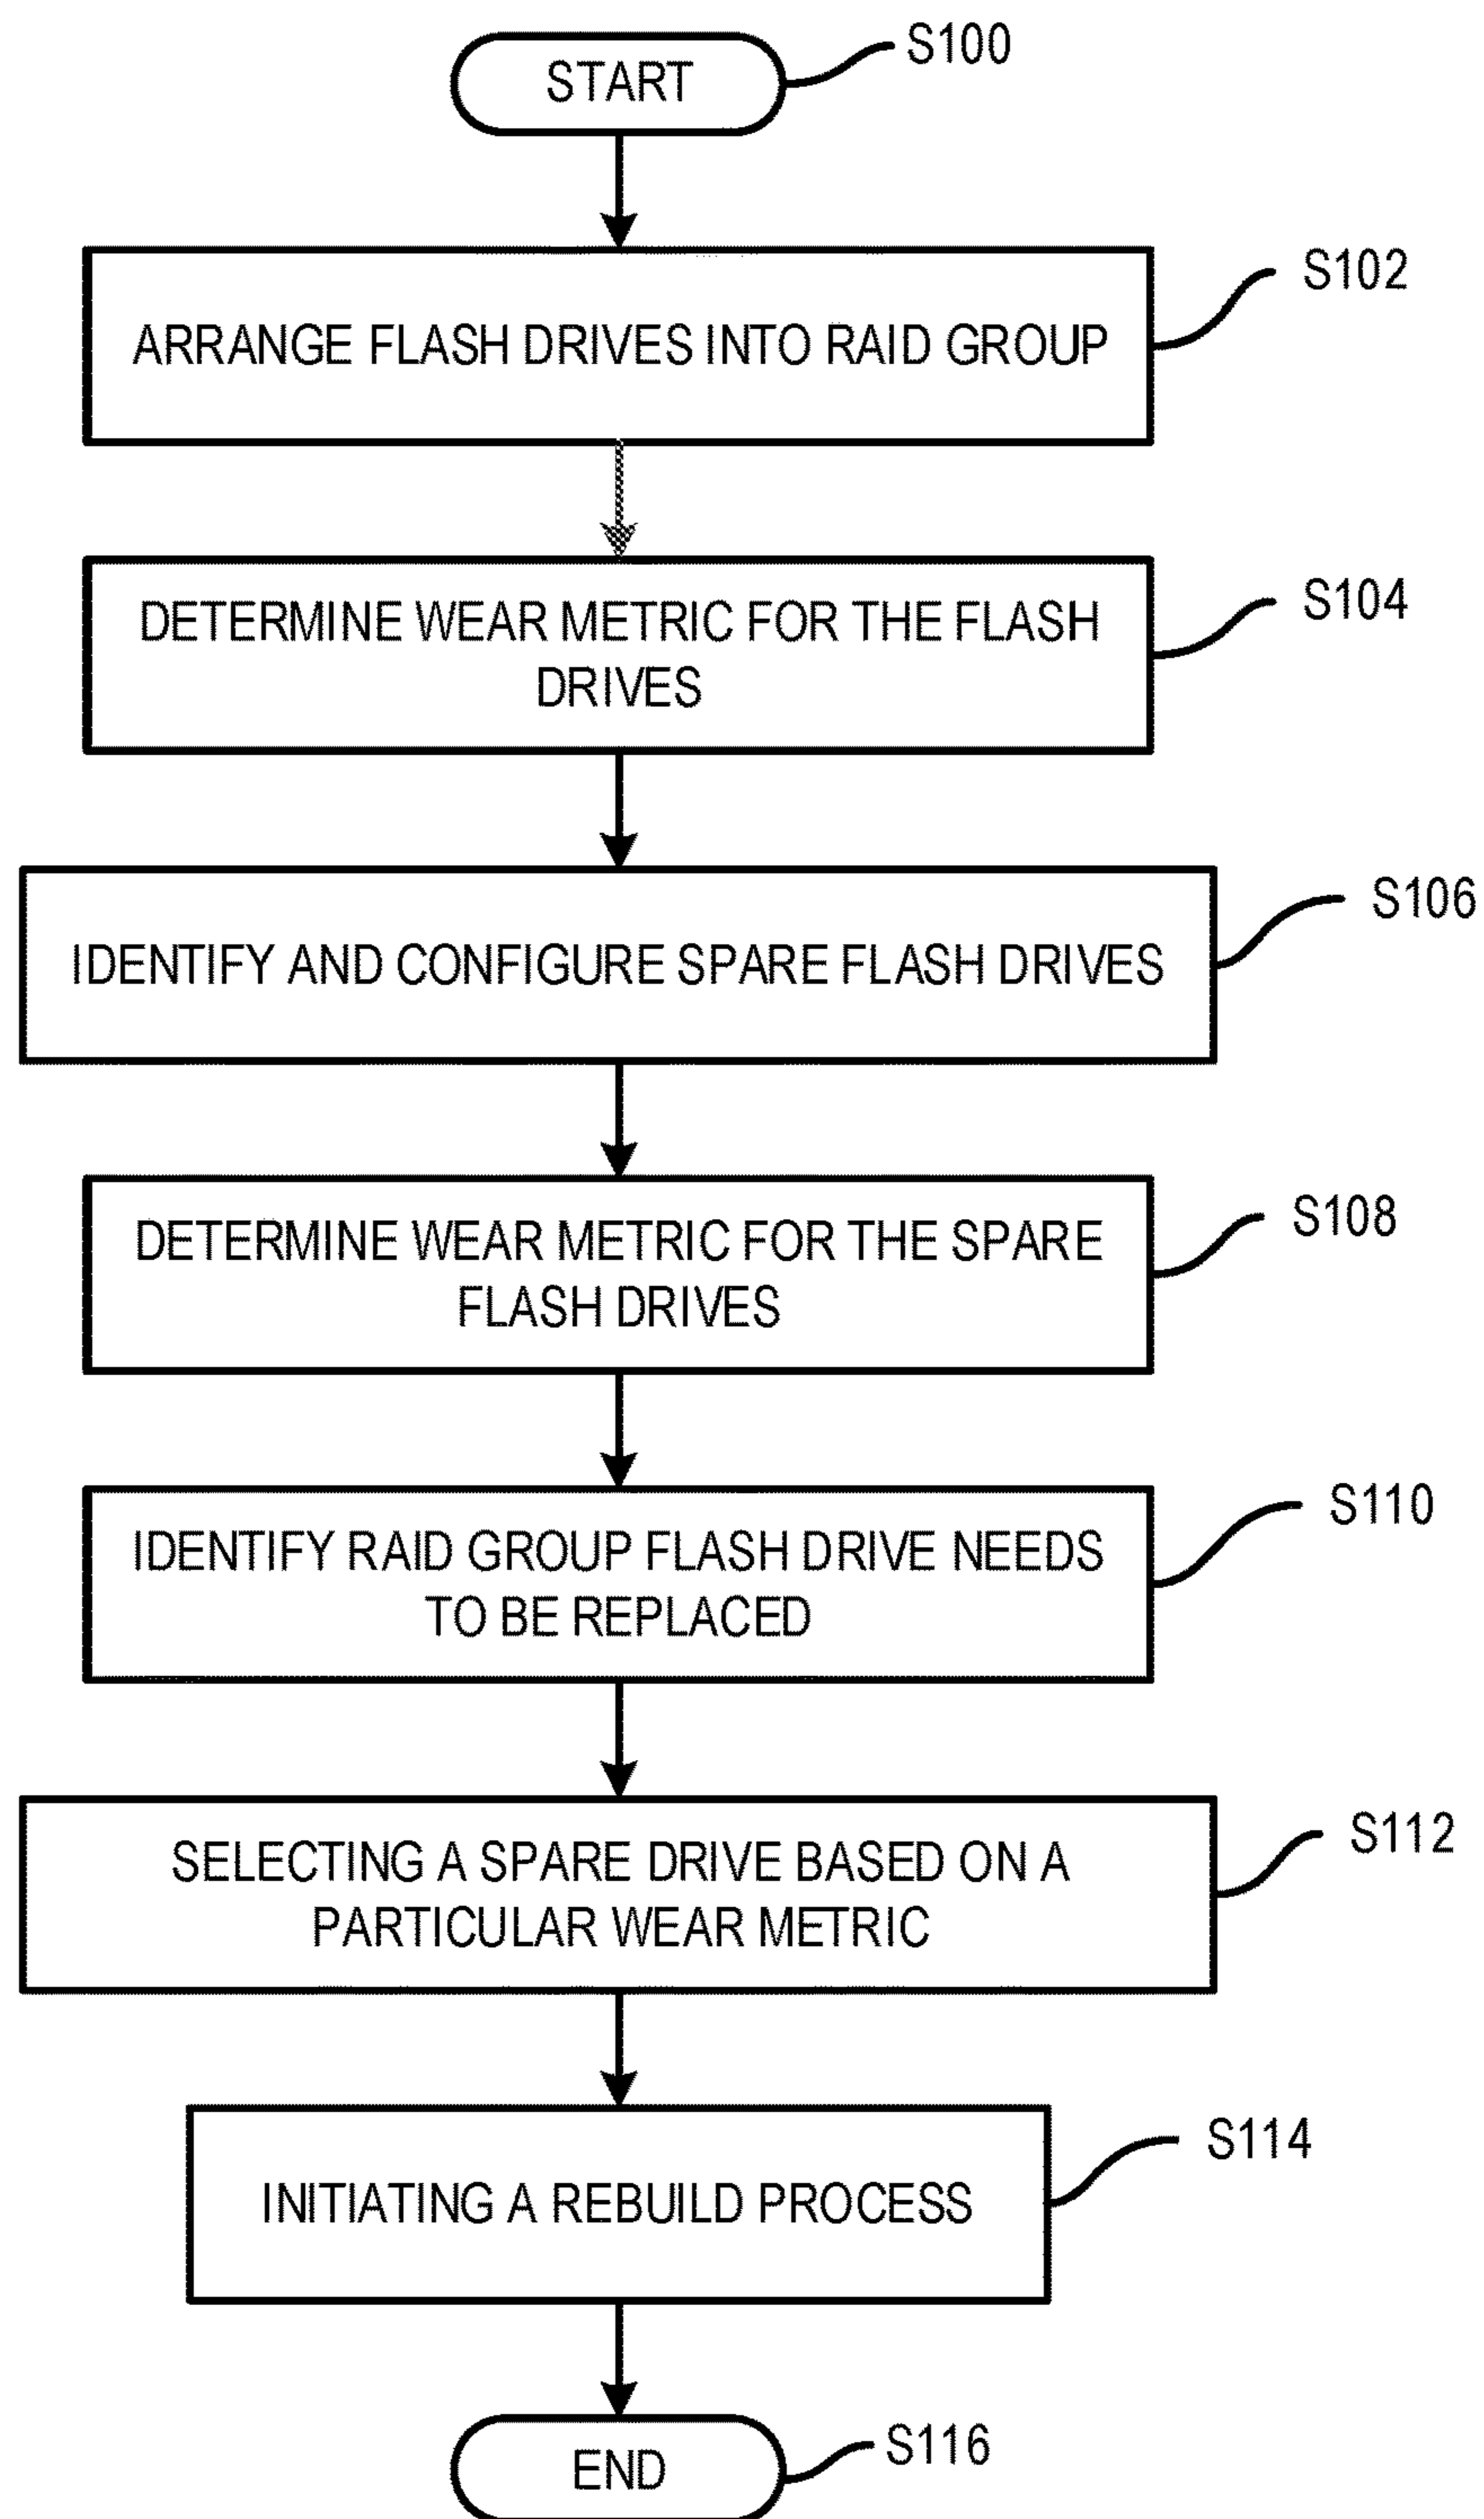 START
S100
ARRANGE FLASH DRIVES INTO RAID GROUP
S102
DETERMINE WEAR METRIC FOR THE FLASH
DRIVES
S104
IDENTIFY AND CONFIGURE SPARE FLASH DRIVES
S106
DETERMINE WEAR METRIC FOR THE SPARE
FLASH DRIVES
S108
IDENTIFY RAID GROUP FLASH DRIVE NEEDS
TO BE REPLACED
S110
SELECTING A SPARE DRIVE BASED ON A
PARTICULAR WEAR METRIC
S112
INITIATING A REBUILD PROCESS
S114
END
S116